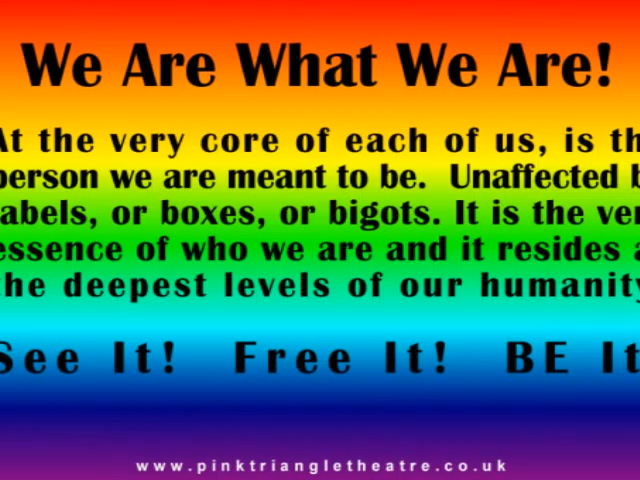 We Are What We Are!
At the very core of each of us, is th
person we are meant to be. Unaffected b
labels, or boxes, or bigots. It is the ver
essence of who we are and it resides a
the deepest levels of our humanity
See It! Free It! BE It
www.pinktriangletheatre.co.uk